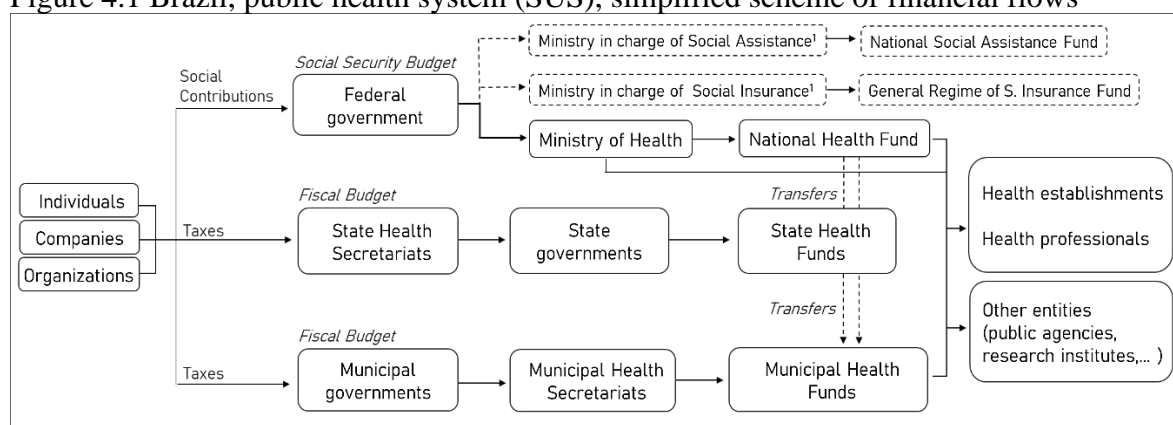 Figure 4.1 Brazil, public health system (SUS), simplified scheme of financial flows
Social
Contributions
Social Security Budget
Federal
government
Ministry in charge of Social Assistance¹
National Social Assistance Fund
Ministry in charge of Social Insurance¹
General Regime of S. Insurance Fund
Ministry of Health
National Health Fund
Individuals
Companies
Organizations
Taxes
Fiscal Budget
State Health
Secretariats
State
governments
Transfers
State Health
Funds
Health establishments
Health professionals
Taxes
Fiscal Budget
Municipal
governments
Municipal Health
Secretariats
Transfers
Municipal Health
Funds
Other entities
(public agencies,
research institutes,... )